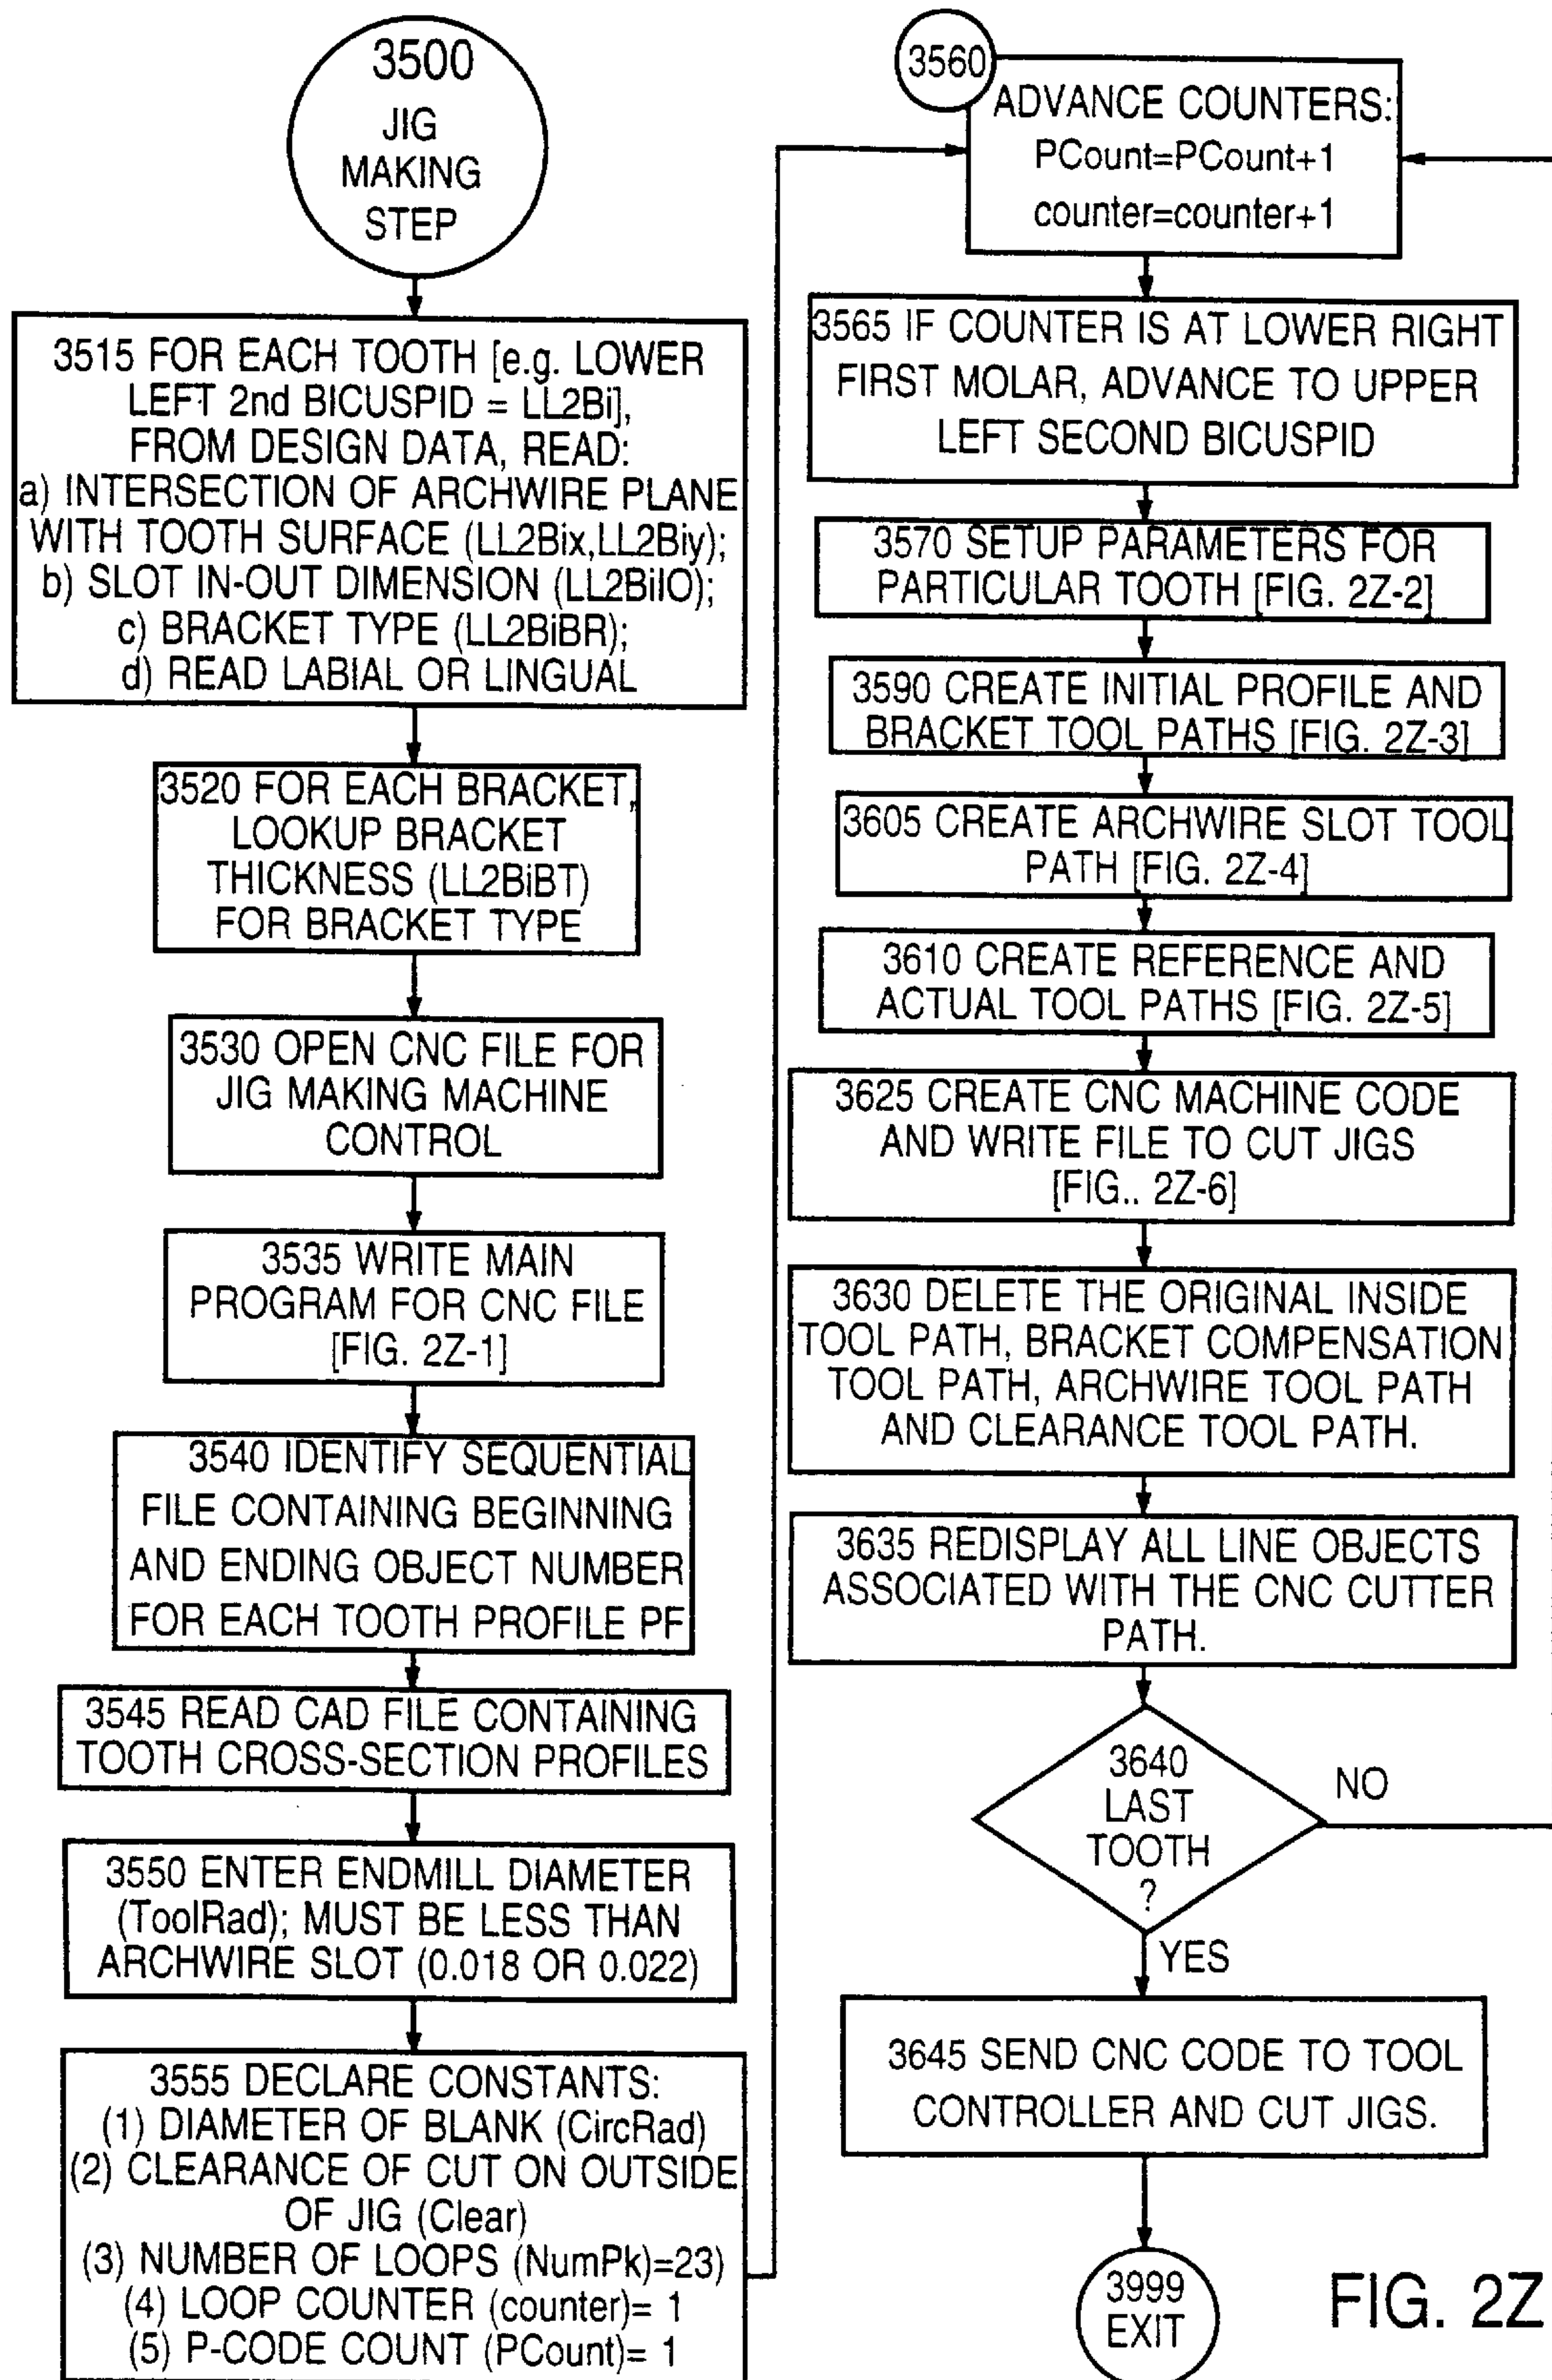 3500
JIG
MAKING
STEP
3515 FOR EACH TOOTH [e.g. LOWER
LEFT 2nd BICUSPID = LL2Bi],
FROM DESIGN DATA, READ:
a) INTERSECTION OF ARCHWIRE PLANE
WITH TOOTH SURFACE (LL2Bix,LL2Biy);
b) SLOT IN-OUT DIMENSION (LL2BiIO);
c) BRACKET TYPE (LL2BiBR);
d) READ LABIAL OR LINGUAL
3520 FOR EACH BRACKET,
LOOKUP BRACKET
THICKNESS (LL2BiBT)
FOR BRACKET TYPE
3530 OPEN CNC FILE FOR
JIG MAKING MACHINE
CONTROL
3535 WRITE MAIN
PROGRAM FOR CNC FILE
[FIG. 2Z-1]
3540 IDENTIFY SEQUENTIAL
FILE CONTAINING BEGINNING
AND ENDING OBJECT NUMBER
FOR EACH TOOTH PROFILE PF
3545 READ CAD FILE CONTAINING
TOOTH CROSS-SECTION PROFILES
3550 ENTER ENDMILL DIAMETER
(ToolRad); MUST BE LESS THAN
ARCHWIRE SLOT (0.018 OR 0.022)
3555 DECLARE CONSTANTS:
(1) DIAMETER OF BLANK (CircRad)
(2) CLEARANCE OF CUT ON OUTSIDE
OF JIG (Clear)
(3) NUMBER OF LOOPS (NumPk)=23)
(4) LOOP COUNTER (counter)= 1
(5) P-CODE COUNT (PCount)= 1
3560
ADVANCE COUNTERS:
PCount=PCount+1
counter=counter+1
3565 IF COUNTER IS AT LOWER RIGHT
FIRST MOLAR, ADVANCE TO UPPER
LEFT SECOND BICUSPID
3570 SETUP PARAMETERS FOR
PARTICULAR TOOTH [FIG. 2Z-2]
3590 CREATE INITIAL PROFILE AND
BRACKET TOOL PATHS [FIG. 2Z-3]
3605 CREATE ARCHWIRE SLOT TOOL
PATH [FIG. 2Z-4]
3610 CREATE REFERENCE AND
ACTUAL TOOL PATHS [FIG. 2Z-5]
3625 CREATE CNC MACHINE CODE
AND WRITE FILE TO CUT JIGS
[FIG.. 2Z-6]
3630 DELETE THE ORIGINAL INSIDE
TOOL PATH, BRACKET COMPENSATION
TOOL PATH, ARCHWIRE TOOL PATH
AND CLEARANCE TOOL PATH.
3635 REDISPLAY ALL LINE OBJECTS
ASSOCIATED WITH THE CNC CUTTER
PATH.
3640
LAST
TOOTH
?
NO
YES
3645 SEND CNC CODE TO TOOL
CONTROLLER AND CUT JIGS.
3999
EXIT
FIG. 2Z